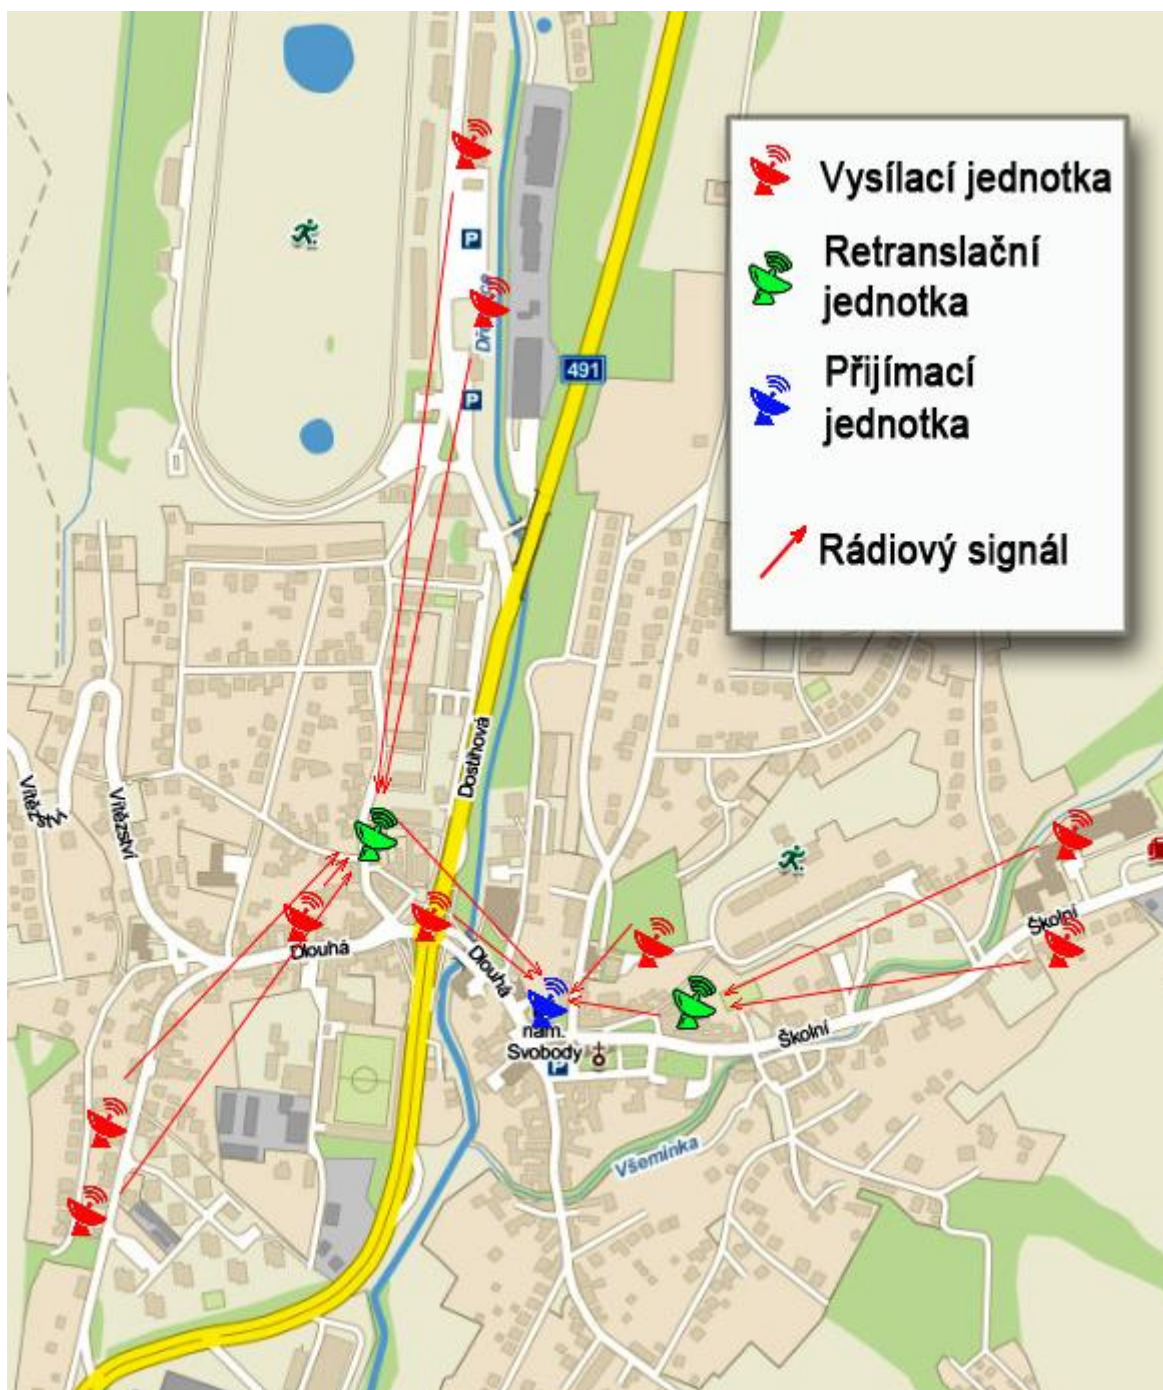 Vysílací jednotka
Retranslační
jednotka
Přijímací
jednotka
Rádiový signál
P
491
P
Dostihová
Vítězství
Školní
Dlouhá
Dlouhá
Školní
nám.
Svobody
P
Všeminka